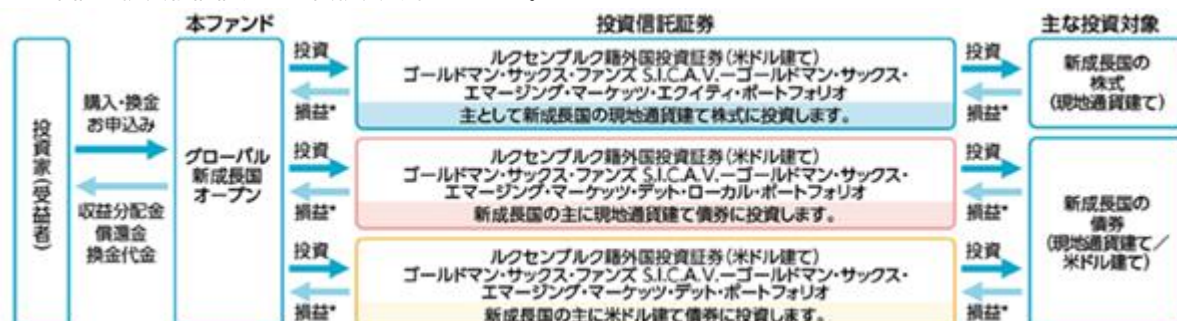 本ファンド
投資信託証券
主な投資対象
投資家(受益者)
購入・換金
お申込み
収益分配金
償還金
換金代金
グローバル
新成長国
オープン
投資
損益*
ルクセンブルク籍外国投資証券(米ドル建て)
ゴールドマン・サックス・ファンズ S.I.C.A.V.ーゴールドマン・サックス・
エマージング・マーケッツ・エクイティ・ポートフォリオ
主として新成長国の現地通貨建て株式に投資します。
投資
損益*
新成長国の
株式
(現地通貨建て)
投資
損益*
ルクセンブルク籍外国投資証券(米ドル建て)
ゴールドマン・サックス・ファンズ S.I.C.A.V.ーゴールドマン・サックス・
エマージング・マーケッツ・デット・ローカル・ポートフォリオ
新成長国の主に現地通貨建て債券に投資します。
投資
損益*
新成長国の
債券
(現地通貨建て/
米ドル建て)
投資
損益*
ルクセンブルク籍外国投資証券(米ドル建て)
ゴールドマン・サックス・ファンズ S.I.C.A.V.ーゴールドマン・サックス・
エマージング・マーケッツ・デット・ポートフォリオ
新成長国の主に米ドル建て債券に投資します。
投資
損益*